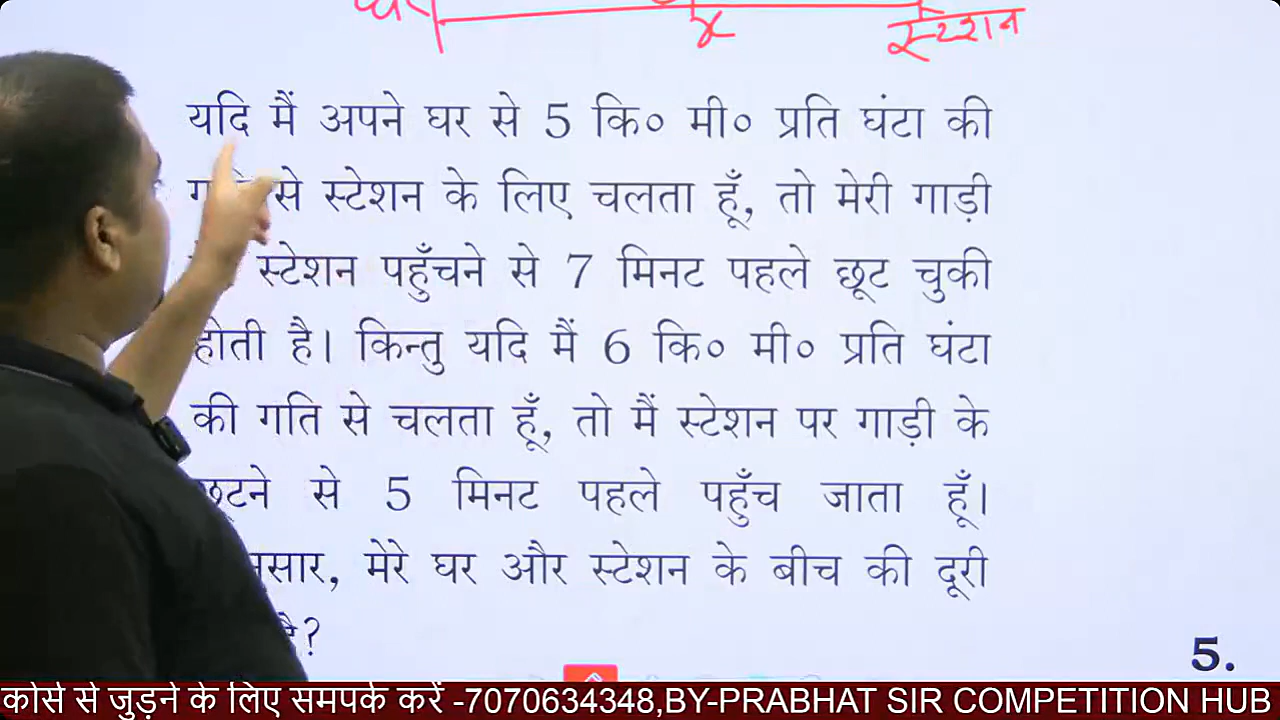 x
स्टेशन
यदि मैं अपने घर से 5 कि० मी० प्रति घंटा की
से स्टेशन के लिए चलता हूँ, तो मेरी गाड़ी
स्टेशन पहुँचने से 7 मिनट पहले छूट चुकी
होती है। किन्तु यदि मैं 6 कि० मी० प्रति घंटा
की गति से चलता हूँ, तो मैं स्टेशन पर गाड़ी के
छूटने से 5 मिनट पहले पहुँच जाता हूँ।
मेरे घर और स्टेशन के बीच की दूरी
है?
5.
कोर्स से जुड़ने के लिए समपर्क करें -7070634348,BY-PRABHAT SIR COMPETITION HUB